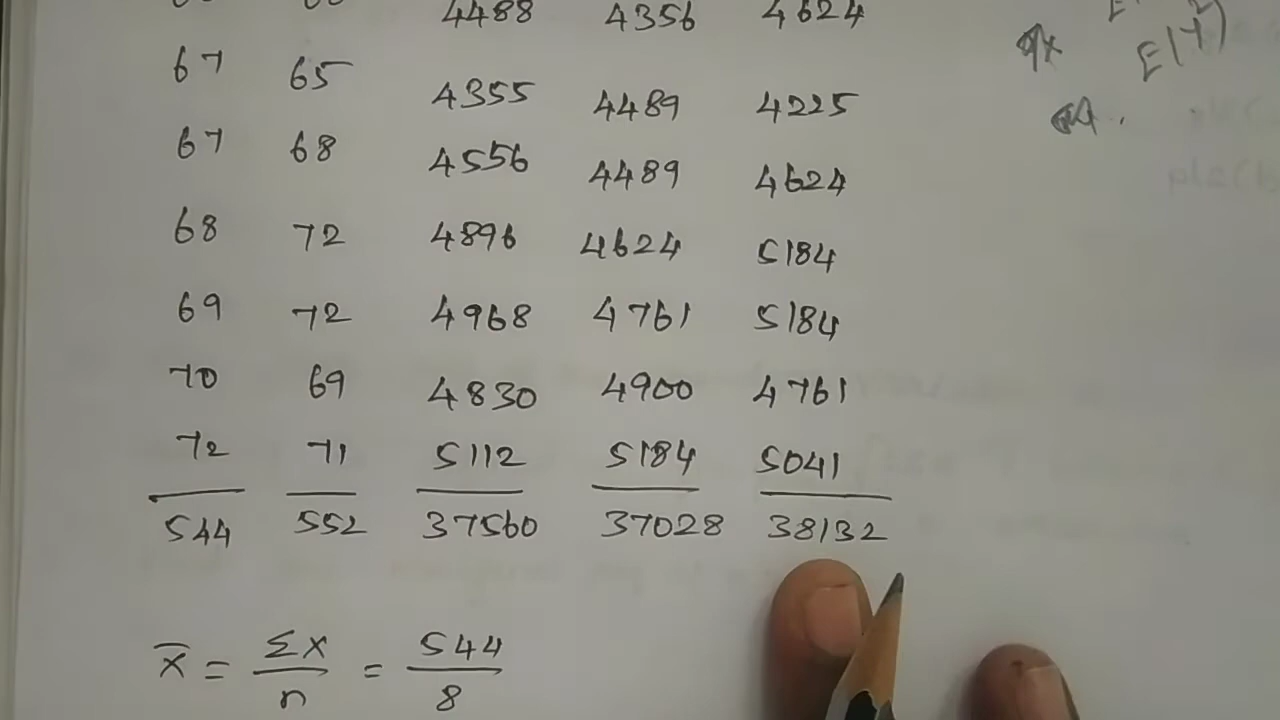 4488 4356 4624
67 65 4355 4489 4225
67 68 4556 4489 4624
68 72 4896 4624 5184
69 72 4968 4761 5184
70 69 4830 4900 4761
72 71 5112 5184 5041
544 552 37560 37028 38132
x̄ = ΣX/n = 544/8
E(Y)